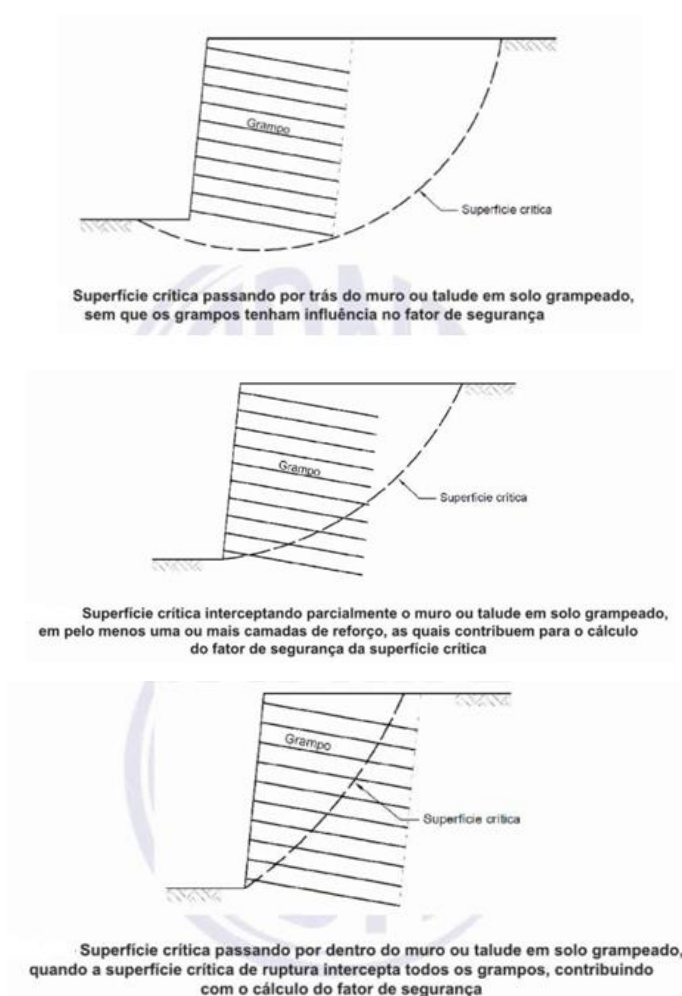 Grampo
Superfície crítica
Superfície crítica passando por trás do muro ou talude em solo grampeado,
sem que os grampos tenham influência no fator de segurança
Grampo
Superfície crítica
Superfície crítica interceptando parcialmente o muro ou talude em solo grampeado,
em pelo menos uma ou mais camadas de reforço, as quais contribuem para o cálculo
do fator de segurança da superfície crítica
Grampo
Superfície crítica
Superfície crítica passando por dentro do muro ou talude em solo grampeado,
quando a superfície crítica de ruptura intercepta todos os grampos, contribuindo
com o cálculo do fator de segurança